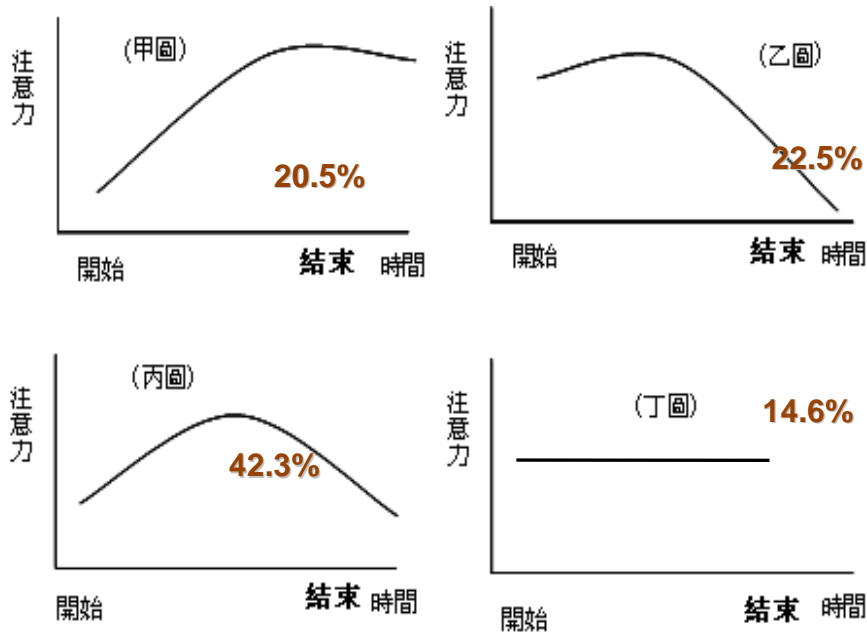 注意力
(甲圖)
20.5%
開始
結束
時間
注意力
(乙圖)
22.5%
開始
結束
時間
注意力
(丙圖)
42.3%
開始
結束
時間
注意力
(丁圖)
14.6%
開始
結束
時間